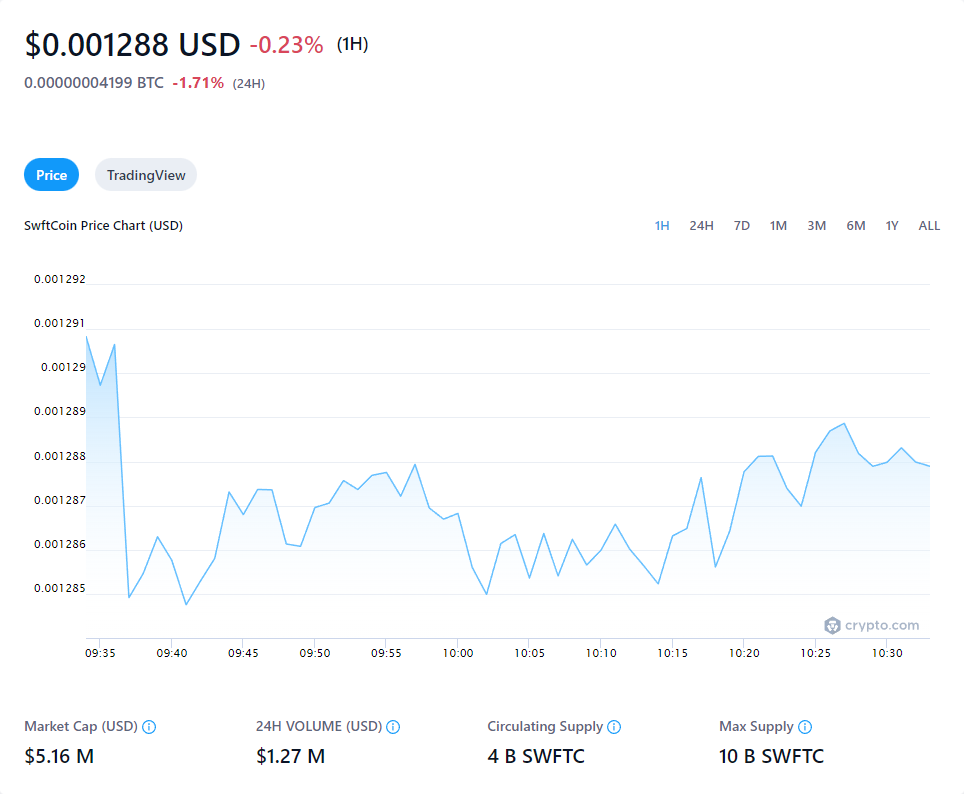 $0.001288 USD -0.23% (1H)
0.00000004199 BTC -1.71% (24H)
Price TradingView
SwftCoin Price Chart (USD) 1H 24H 7D 1M 3M 6M 1Y ALL
0.001292
0.001291
0.00129
0.001289
0.001288
0.001287
0.001286
0.001285
crypto.com
09:35 09:40 09:45 09:50 09:55 10:00 10:05 10:10 10:15 10:20 10:25 10:30
Market Cap (USD) 24H VOLUME (USD) Circulating Supply Max Supply
$5.16 M $1.27 M 4 B SWFTC 10 B SWFTC